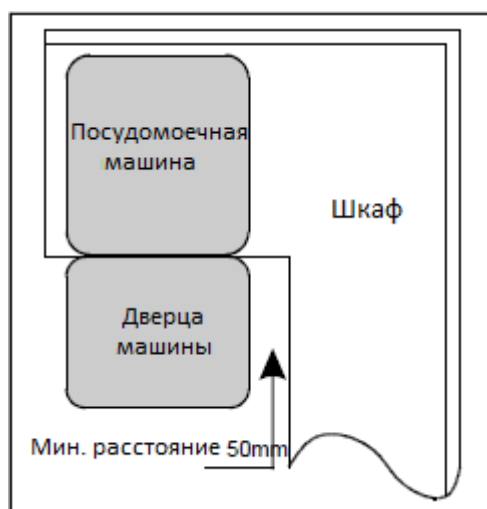 Посудомоечная
машина
Шкаф
Дверца
машины
Мин. расстояние 50mm